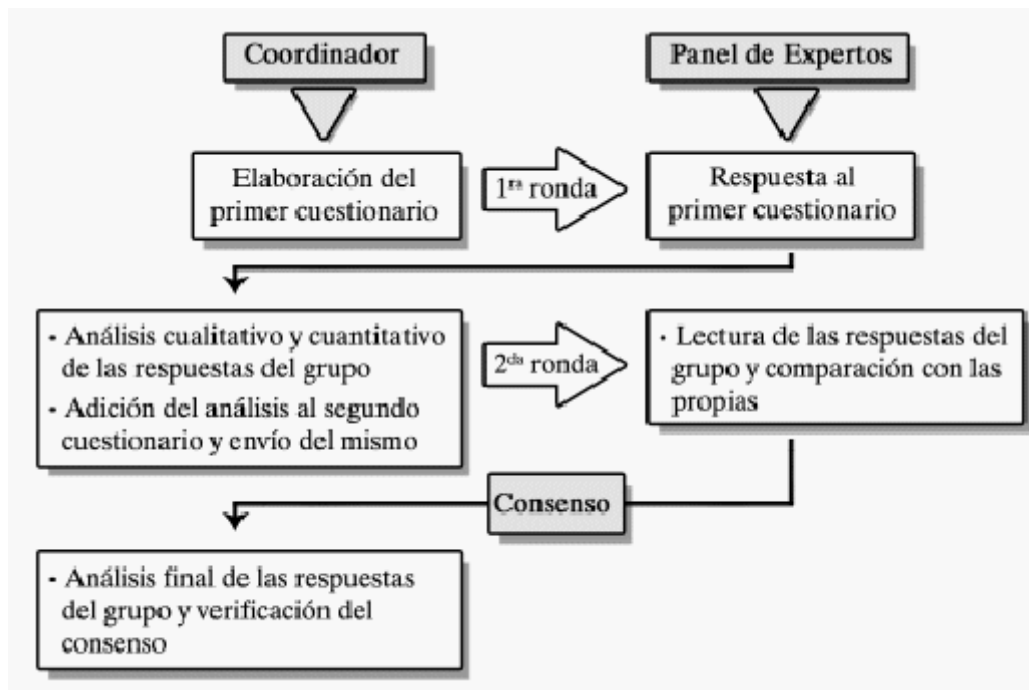 Coordinador
Panel de Expertos
Elaboración del
primer cuestionario
1ra ronda
Respuesta al
primer cuestionario
- Análisis cualitativo y cuantitativo
de las respuestas del grupo
- Adición del análisis al segundo
cuestionario y envío del mismo
2da ronda
· Lectura de las respuestas del
grupo y comparación con las
propias
Consenso
- Análisis final de las respuestas
del grupo y verificación del
consenso